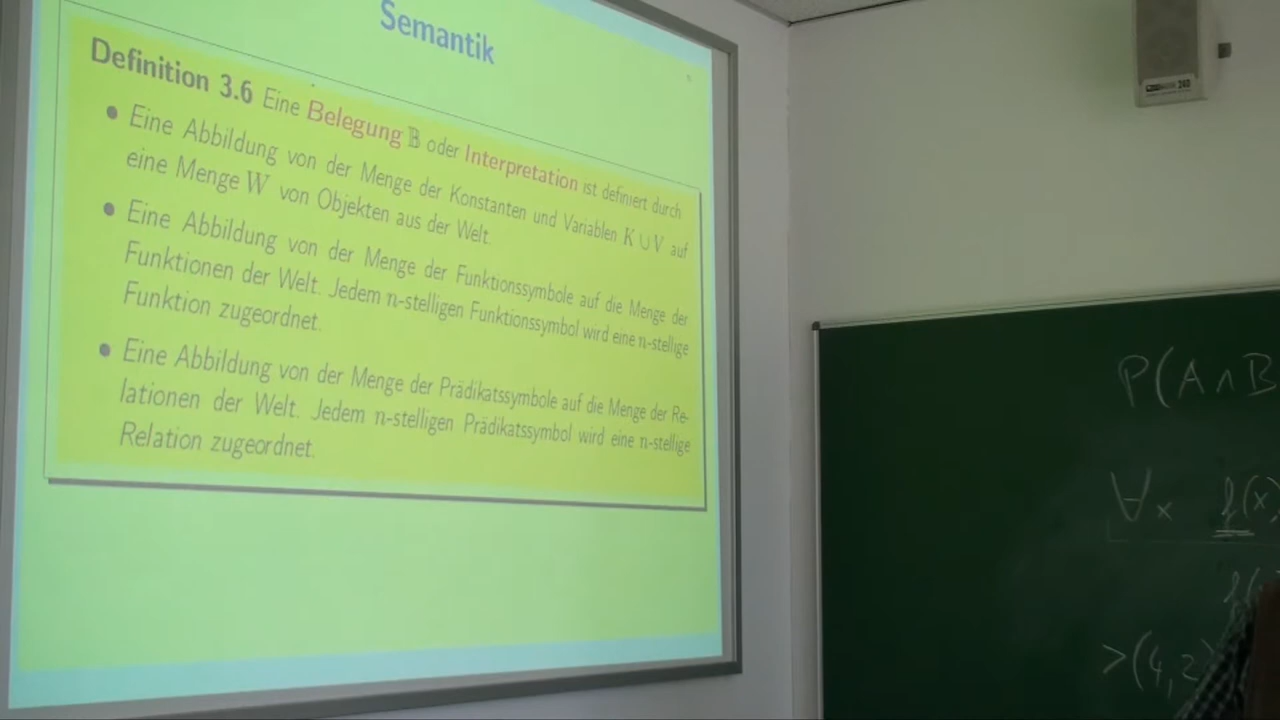 Semantik
Definition 3.6 Eine Belegung 𝔹 oder Interpretation ist definiert durch
• Eine Abbildung von der Menge der Konstanten und Variablen K ∪ V auf
eine Menge W von Objekten aus der Welt.
• Eine Abbildung von der Menge der Funktionssymbole auf die Menge der
Funktionen der Welt. Jedem n-stelligen Funktionssymbol wird eine n-stellige
Funktion zugeordnet.
• Eine Abbildung von der Menge der Prädikatssymbole auf die Menge der Re-
lationen der Welt. Jedem n-stelligen Prädikatssymbol wird eine n-stellige
Relation zugeordnet.
P(A ∧ B
∀x f(x)
>(4,2)